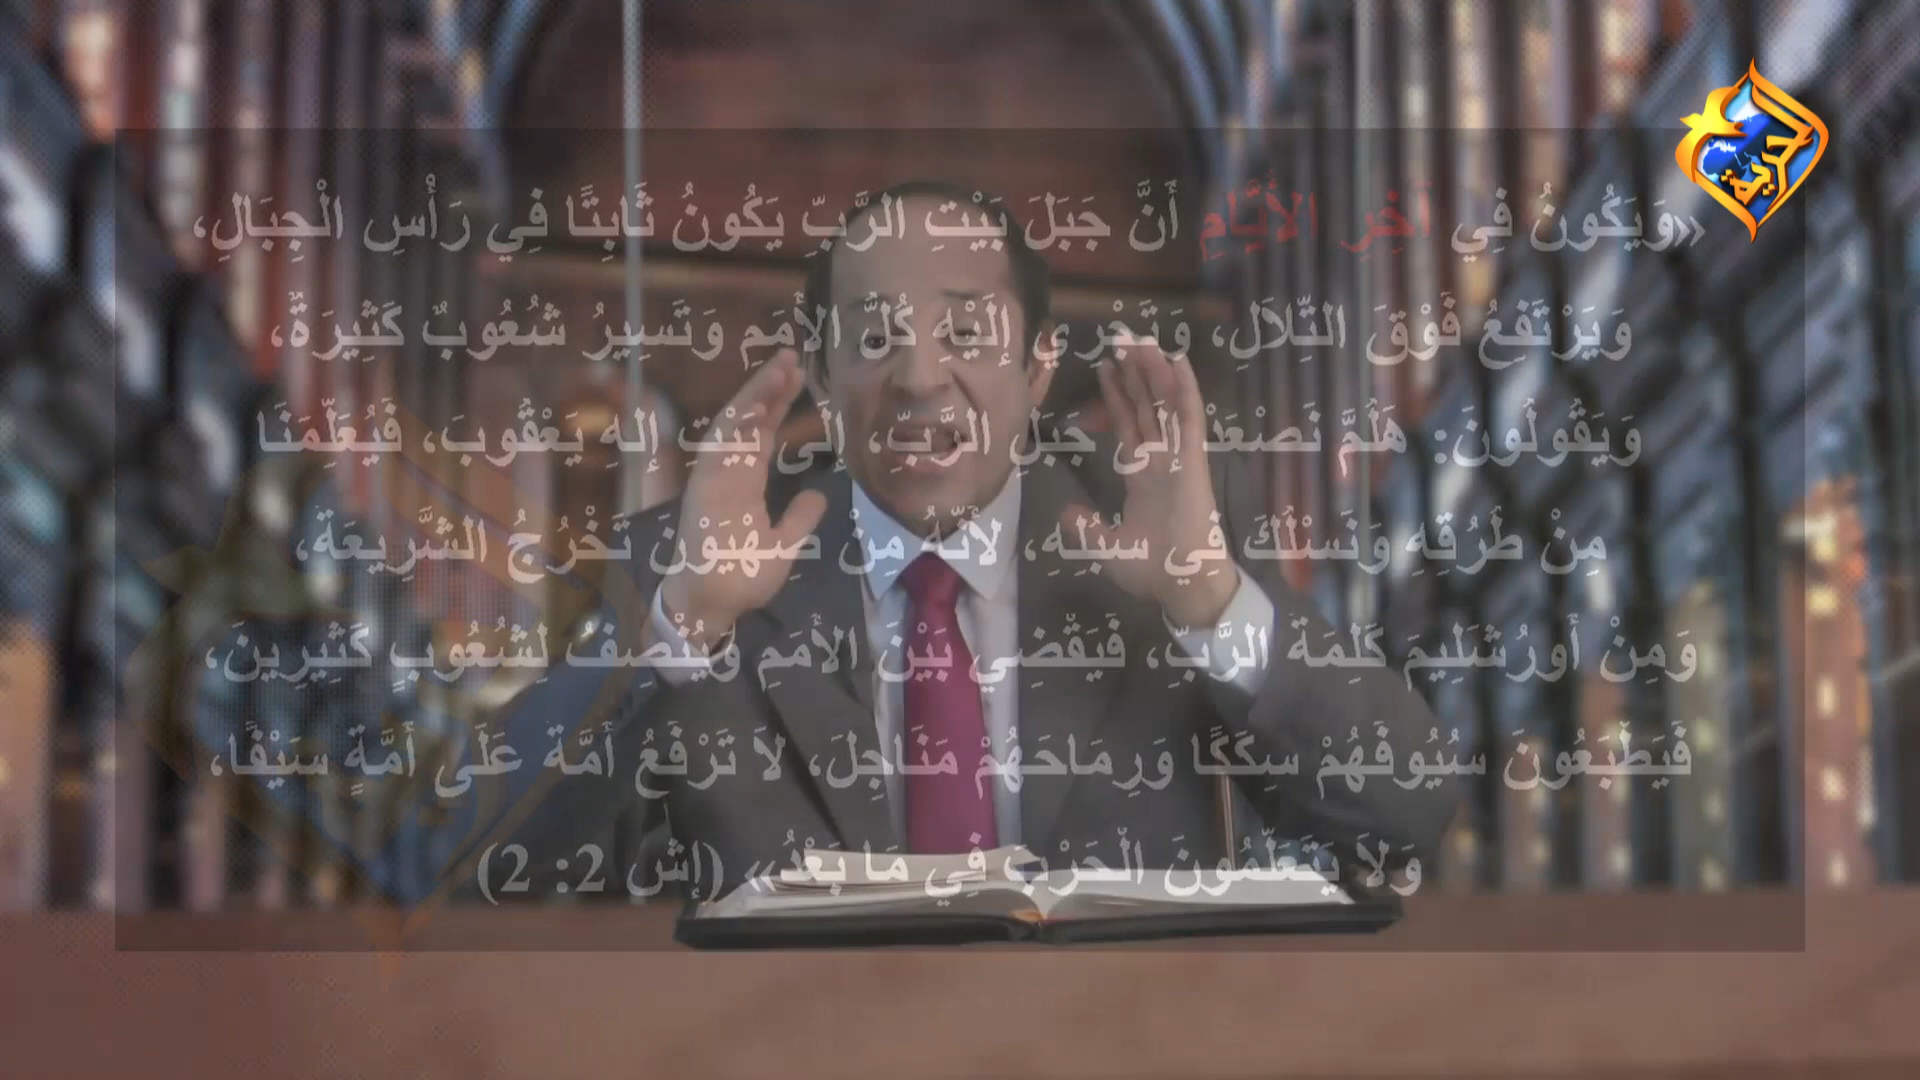 «وَيَكُونُ فِي آخِرِ الأَيَّامِ أَنَّ جَبَلَ بَيْتِ الرَّبِّ يَكُونُ ثَابِتًا فِي رَأْسِ الْجِبَالِ،
وَيَرْتَفِعُ فَوْقَ التِّلاَلِ، وَتَجْرِي إِلَيْهِ كُلُّ الأُمَمِ وَتَسِيرُ شُعُوبٌ كَثِيرَةٌ،
وَيَقُولُونَ: هَلُمَّ نَصْعَدْ إِلَى جَبَلِ الرَّبِّ، إِلَى بَيْتِ إِلهِ يَعْقُوبَ، فَيُعَلِّمَنَا
مِنْ طُرُقِهِ وَنَسْلُكَ فِي سُبُلِهِ، لأَنَّهُ مِنْ صِهْيَوْنَ تَخْرُجُ الشَّرِيعَةُ،
وَمِنْ أُورُشَلِيمَ كَلِمَةُ الرَّبِّ، فَيَقْضِي بَيْنَ الأُمَمِ وَيُنْصِفُ لِشُعُوبٍ كَثِيرِينَ،
فَيَطْبَعُونَ سُيُوفَهُمْ سِكَكًا وَرِمَاحَهُمْ مَنَاجِلَ، لاَ تَرْفَعُ أُمَّةٌ عَلَى أُمَّةٍ سَيْفًا،
وَلاَ يَتَعَلَّمُونَ الْحَرْبَ فِي مَا بَعْدُ» (إش 2: 2)
الحرية